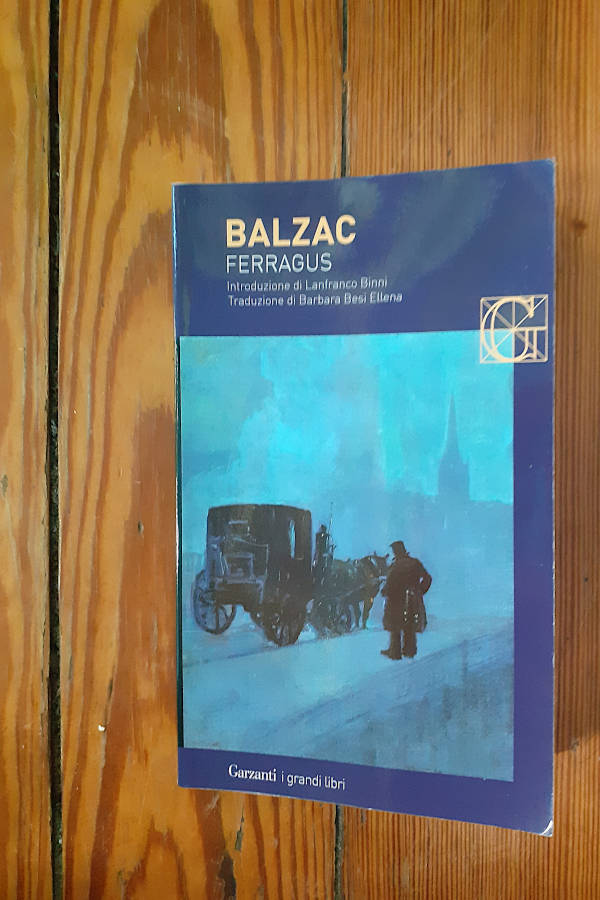 BALZAC
FERRAGUS
Introduzione di Lanfranco Binni
Traduzione di Barbara Besi Ellena
G
Garzanti i grandi libri